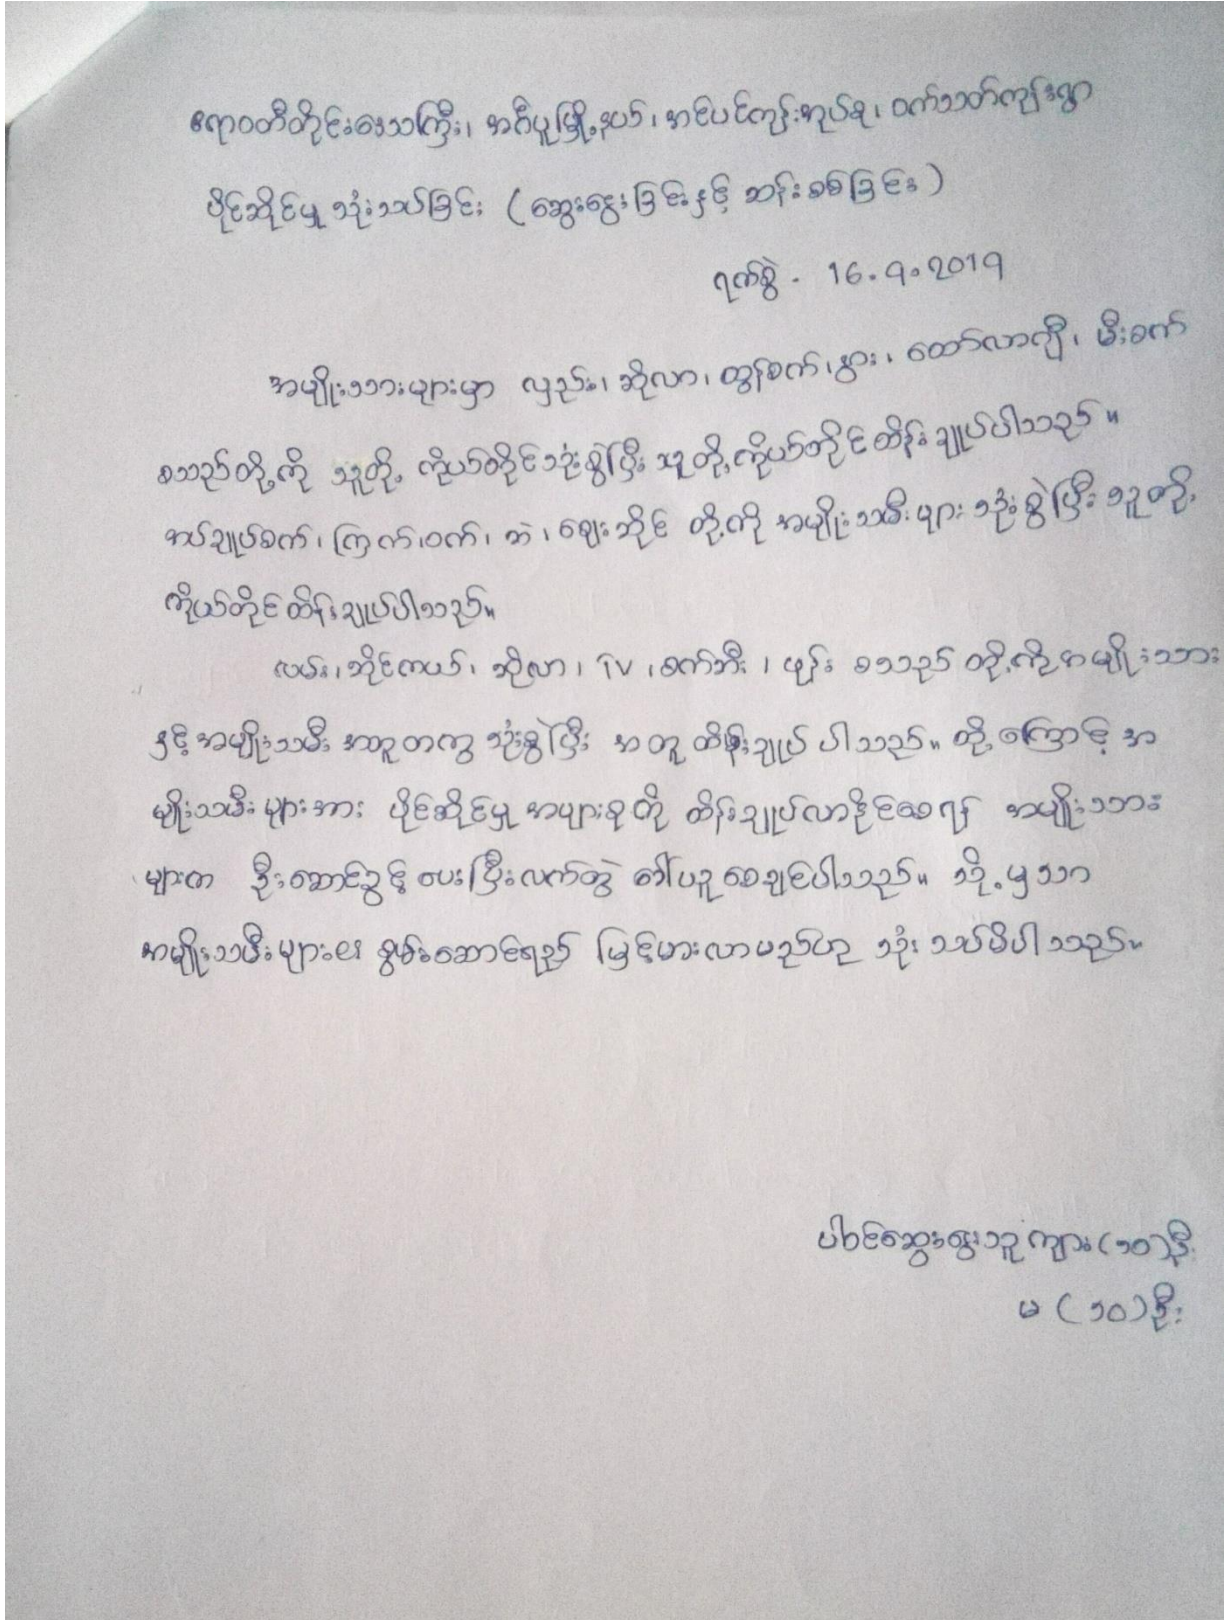 ဧရာဝတီတိုင်းဒေသကြီး၊ အင်္ဂပူမြို့နယ်၊ အင်ပင်ကုန်းအုပ်စု၊ ဝက်သတ်ကုန်းရွာ
ပိုင်ဆိုင်မှု သုံးသပ်ခြင်း (ဆွေးနွေးခြင်းနှင့် ဆန်းစစ်ခြင်း)
ရက်စွဲ - 16.9.2019
အမျိုးသားများမှာ လှည်း၊ ဆိုလာ၊ ထွန်စက်၊ နွား၊ ထော်လာဂျီ၊ မီးစက်
စသည်တို့ကို သူတို့ ကိုယ်တိုင်သုံးစွဲပြီး သူတို့ကိုယ်တိုင်ထိန်းချုပ်ပါသည်။
အပ်ချုပ်စက်၊ ကြက်၊ ဝက်၊ ဘဲ၊ ဈေးဆိုင် တို့ကို အမျိုးသမီးများ သုံးစွဲပြီး သူတို့
ကိုယ်တိုင်ထိန်းချုပ်ပါသည်။
လမ်း၊ ဆိုင်ကယ်၊ ဆိုလာ၊ TV ၊ စက်ဘီး ၊ ဖုန်း စသည် တို့ကို အမျိုးသား
နှင့် အမျိုးသမီး အတူတကွ သုံးစွဲပြီး အတူ ထိန်းချုပ် ပါသည်။ တို့ကြောင့် အ
မျိုးသမီးများအား ပိုင်ဆိုင်မှု အများစုကို ထိန်းချုပ်လာနိုင်စေရန် အမျိုးသား
များက ဦးဆောင်ခွင့် ပေးပြီးလက်တွဲ ခေါ်ယူစေချင်ပါသည်။ သို့မှသာ
အမျိုးသမီးများ၏ စွမ်းဆောင်ရည် မြင့်မားလာမည်ဟု သုံးသပ်မိပါသည်။
ပါဝင်ဆွေးနွေးသူ ကျား (၁၀) ဦး
မ (၁၀) ဦး